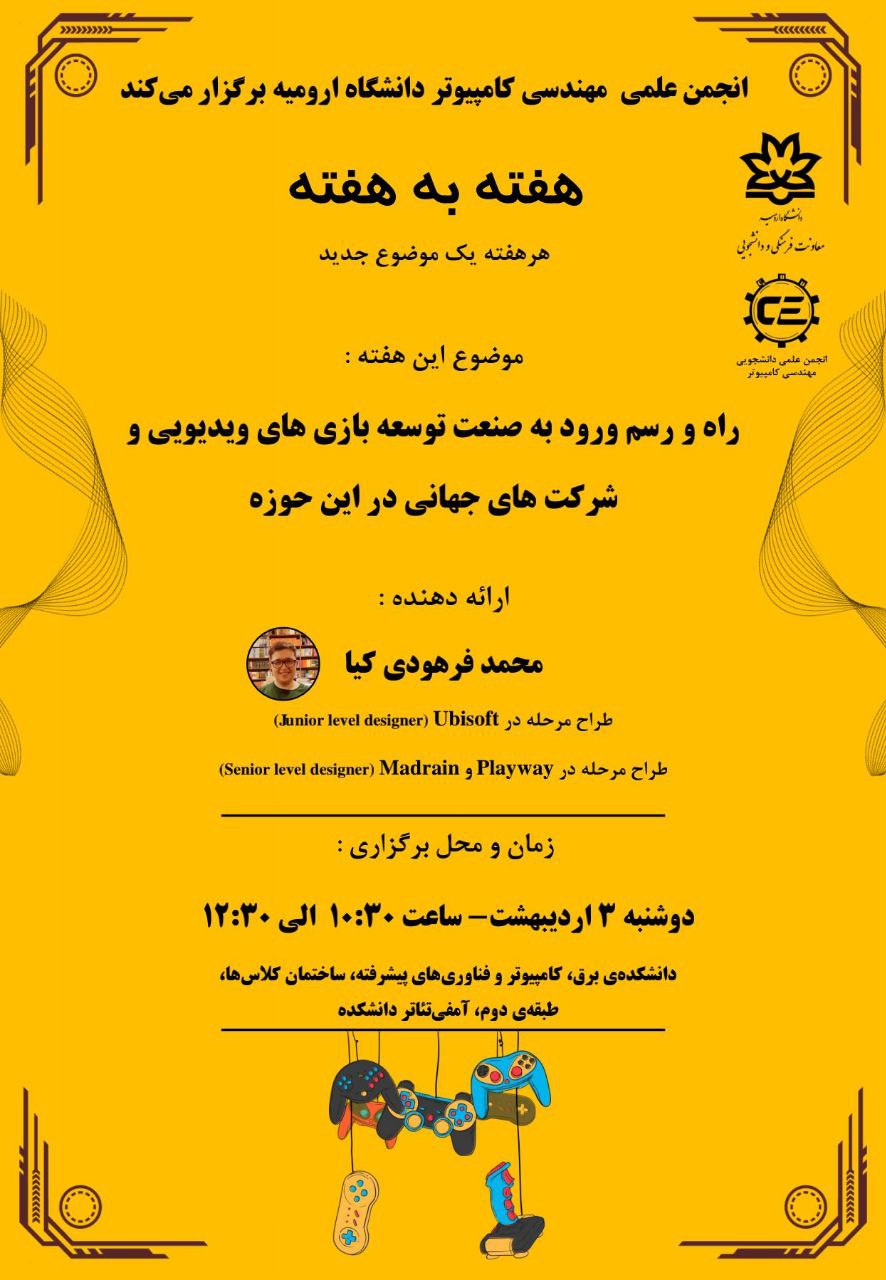 انجمن علمی مهندسی کامپیوتر دانشگاه ارومیه برگزار می‌کند
هفته به هفته
هرهفته یک موضوع جدید
دانشگاه ارومیه
معاونت فرهنگی و دانشجویی
CE
انجمن علمی دانشجویی
مهندسی کامپیوتر
موضوع این هفته :
راه و رسم ورود به صنعت توسعه بازی های ویدیویی و
شرکت های جهانی در این حوزه
ارائه دهنده :
محمد فرهودی کیا
طراح مرحله در Ubisoft (Junior level designer)
طراح مرحله در Playway و Madrain (Senior level designer)
زمان و محل برگزاری :
دوشنبه ۳ اردیبهشت- ساعت ۱۰:۳۰ الی ۱۲:۳۰
دانشکده‌ی برق، کامپیوتر و فناوری‌های پیشرفته، ساختمان کلاس‌ها،
طبقه‌ی دوم، آمفی‌تئاتر دانشکده